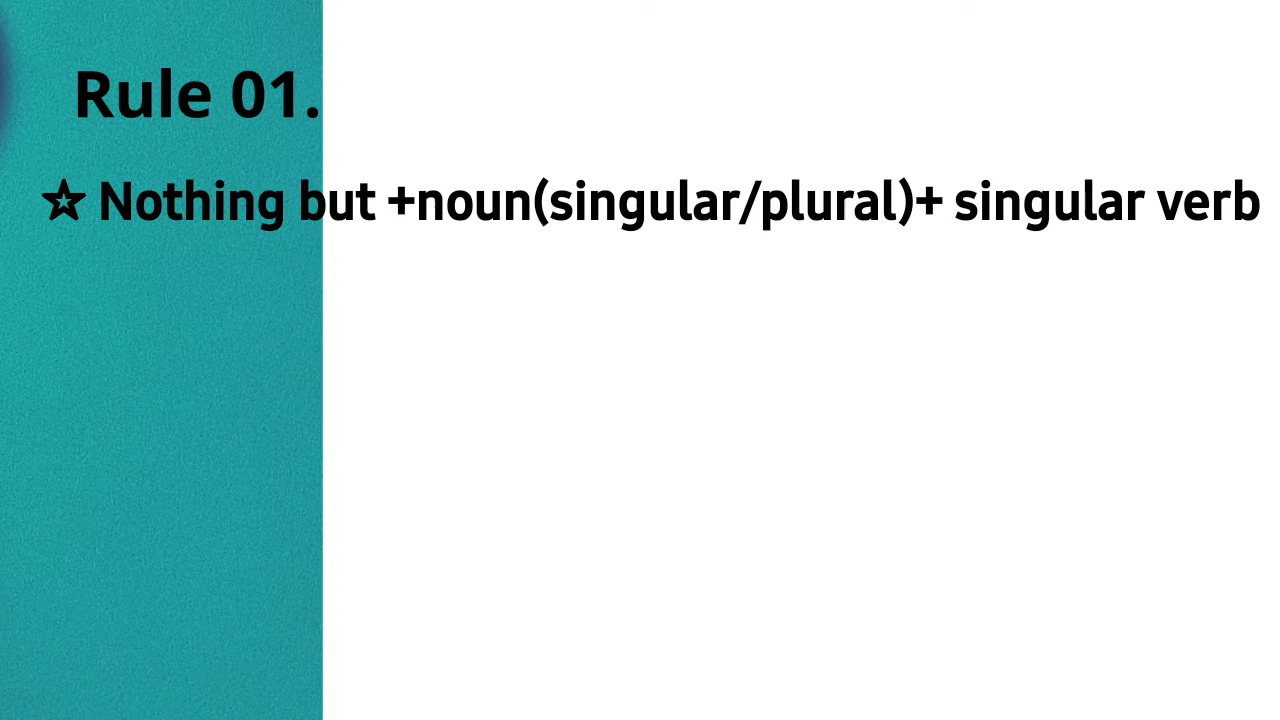 Rule 01.
☆ Nothing but +noun(singular/plural)+ singular verb